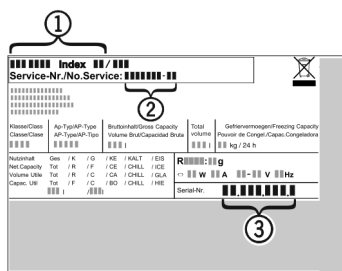 1
Index /
Service-Nr./No.Service: -
2
Klasse/Class Ap-Typ/AP-Type Bruttoinhalt/Gross Capacity Total Gefriervermoegen/Freezing Capacity
Classe/Clase AP-Type/AP-Tipo Volume Brut/Capacidad Bruta volume Pouvoir de Congel./Capac.Congeladora
l l kg / 24 h
Nutzinhalt Ges / K / G / KE / KALT / EIS
Net.Capacity Tot / R / F / CE / CHILL / ICE
Volume Utile Tot / R / C / CA / CHILL / GLA
Capac. Util Tot / F / C / BO / CHILL / HIE
l / l
R : g
W A - V Hz
Serial-Nr. . . .
3